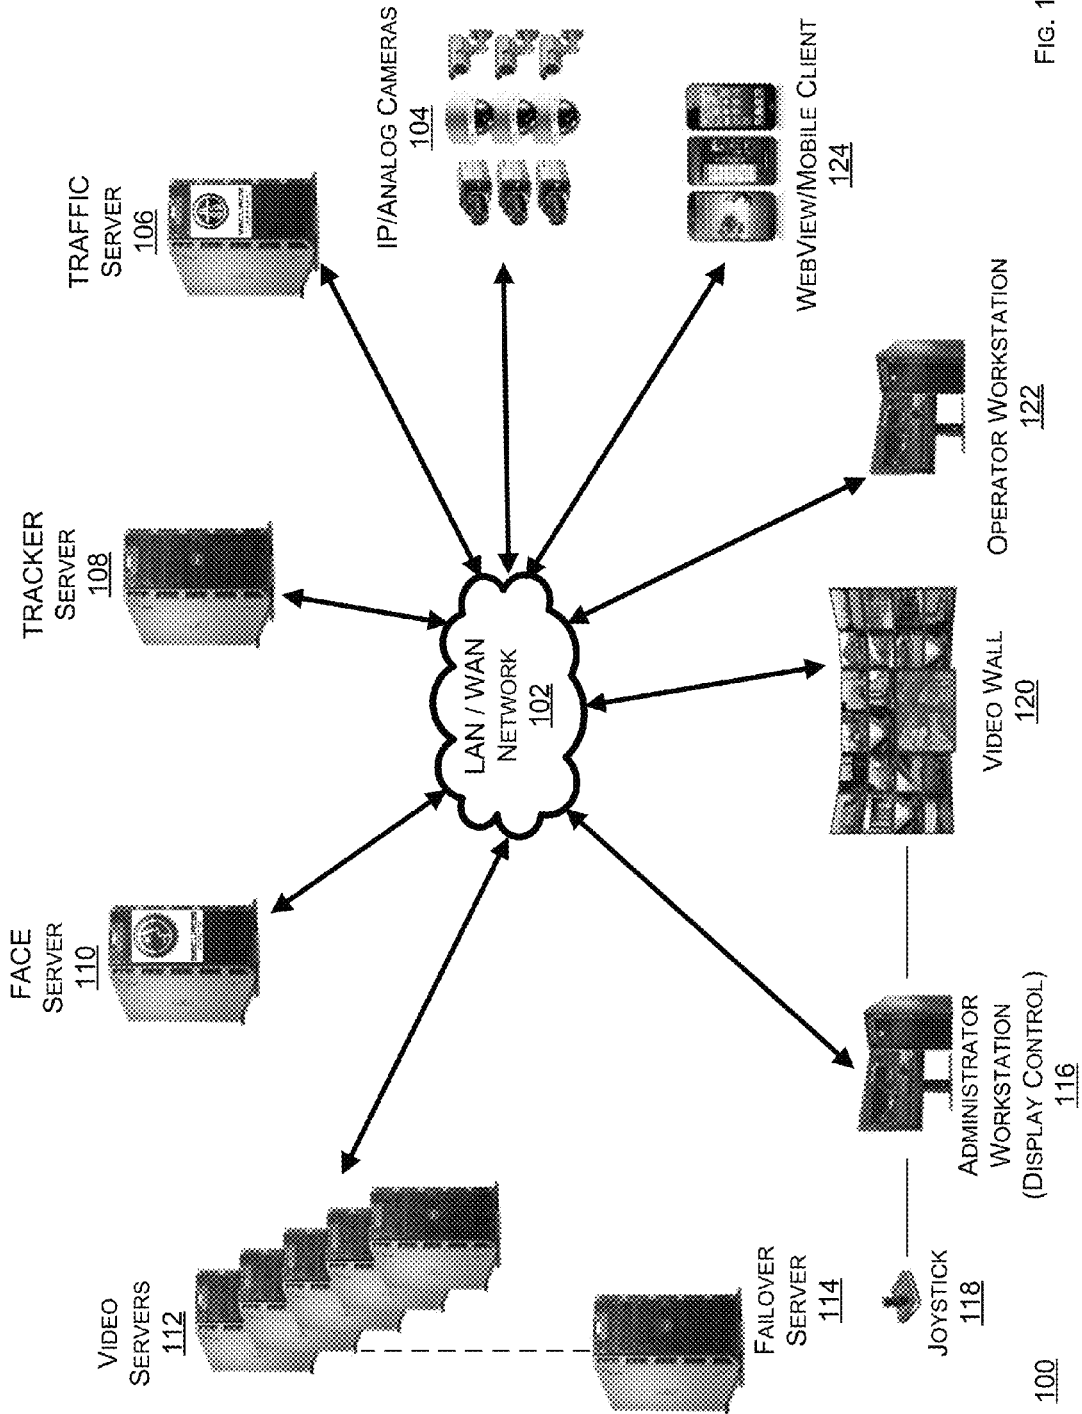 VIDEO
SERVERS
112
FACE
SERVER
110
TRACKER
SERVER
108
TRAFFIC
SERVER
106
IP/ANALOG CAMERAS
104
LAN / WAN
NETWORK
102
WEBVIEW/MOBILE CLIENT
124
FAILOVER
SERVER
114
JOYSTICK
118
ADMINISTRATOR
WORKSTATION
(DISPLAY CONTROL)
116
VIDEO WALL
120
OPERATOR WORKSTATION
122
100
FIG. 1